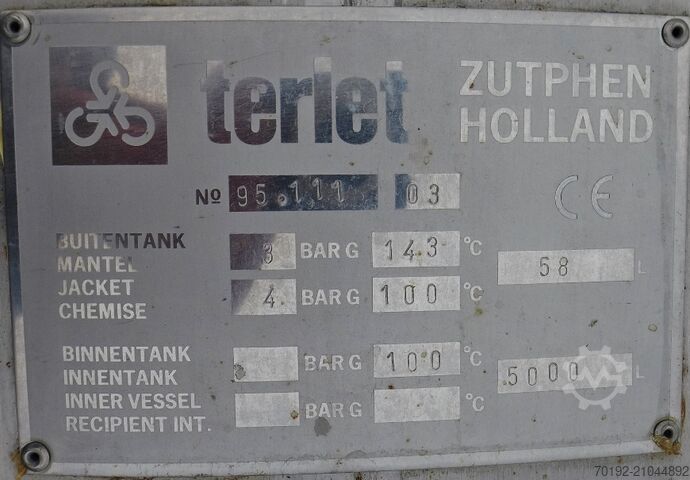 terlet ZUTPHEN
HOLLAND
No 95.111 03
CE
BUITENTANK 3 BAR G 143 °C
MANTEL 58 L
JACKET 4 BAR G 100 °C
CHEMISE
BINNENTANK BAR G 100 °C
INNENTANK 5000 L
INNER VESSEL BAR G °C
RECIPIENT INT.
70192-21044892